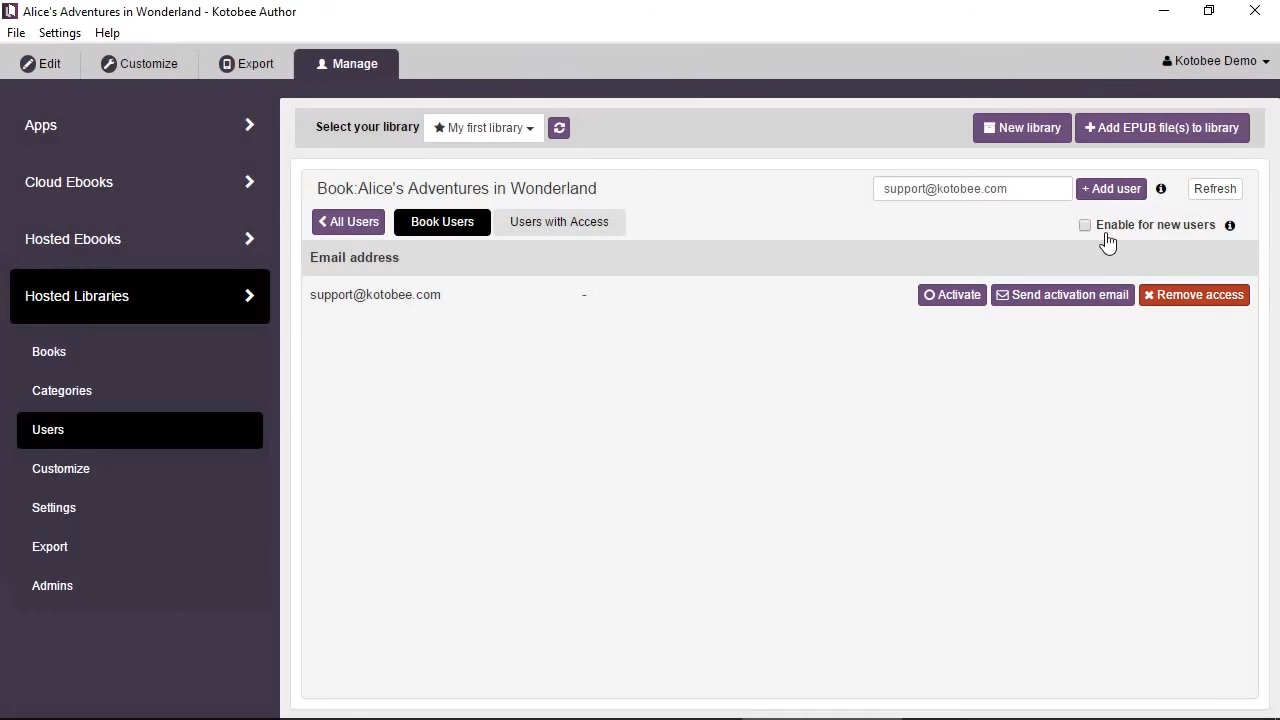 Alice's Adventures in Wonderland - Kotobee Author
File Settings Help
Edit Customize Export Manage Kotobee Demo
Apps
Cloud Ebooks
Hosted Ebooks
Hosted Libraries
Books
Categories
Users
Customize
Settings
Export
Admins
Select your library My first library New library + Add EPUB file(s) to library
Book:Alice's Adventures in Wonderland support@kotobee.com + Add user Refresh
All Users Book Users Users with Access Enable for new users
Email address
support@kotobee.com - Activate Send activation email Remove access